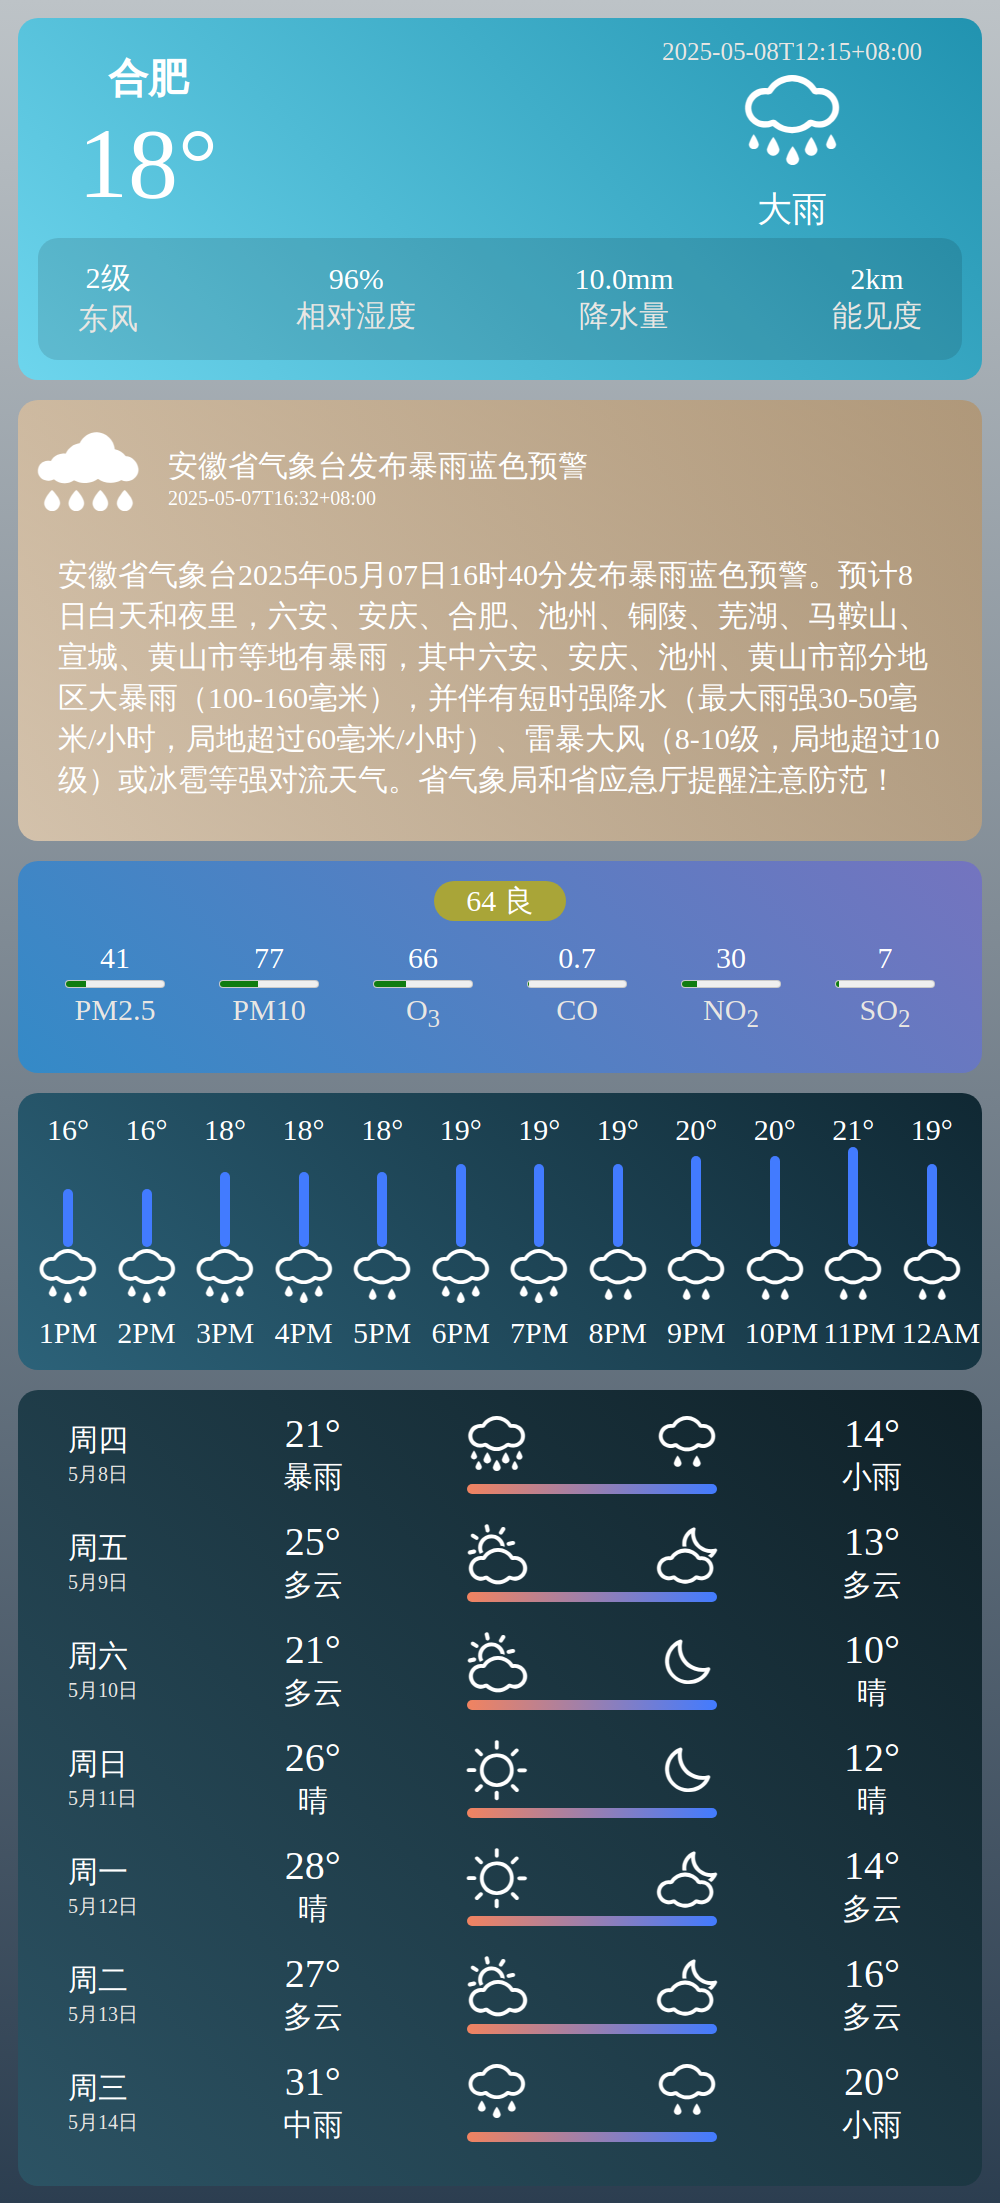 合肥
2025-05-08T12:15+08:00
18°
大雨
2级 96% 10.0mm 2km
东风 相对湿度 降水量 能见度
安徽省气象台发布暴雨蓝色预警
2025-05-07T16:32+08:00
安徽省气象台2025年05月07日16时40分发布暴雨蓝色预警。预计8
日白天和夜里，六安、安庆、合肥、池州、铜陵、芜湖、马鞍山、
宣城、黄山市等地有暴雨，其中六安、安庆、池州、黄山市部分地
区大暴雨（100-160毫米），并伴有短时强降水（最大雨强30-50毫
米/小时，局地超过60毫米/小时）、雷暴大风（8-10级，局地超过10
级）或冰雹等强对流天气。省气象局和省应急厅提醒注意防范！
64 良
41 77 66 0.7 30 7
PM2.5 PM10 O3 CO NO2 SO2
16° 16° 18° 18° 18° 19° 19° 19° 20° 20° 21° 19°
1PM 2PM 3PM 4PM 5PM 6PM 7PM 8PM 9PM 10PM 11PM 12AM
周四 21° 14°
5月8日 暴雨 小雨
周五 25° 13°
5月9日 多云 多云
周六 21° 10°
5月10日 多云 晴
周日 26° 12°
5月11日 晴 晴
周一 28° 14°
5月12日 晴 多云
周二 27° 16°
5月13日 多云 多云
周三 31° 20°
5月14日 中雨 小雨